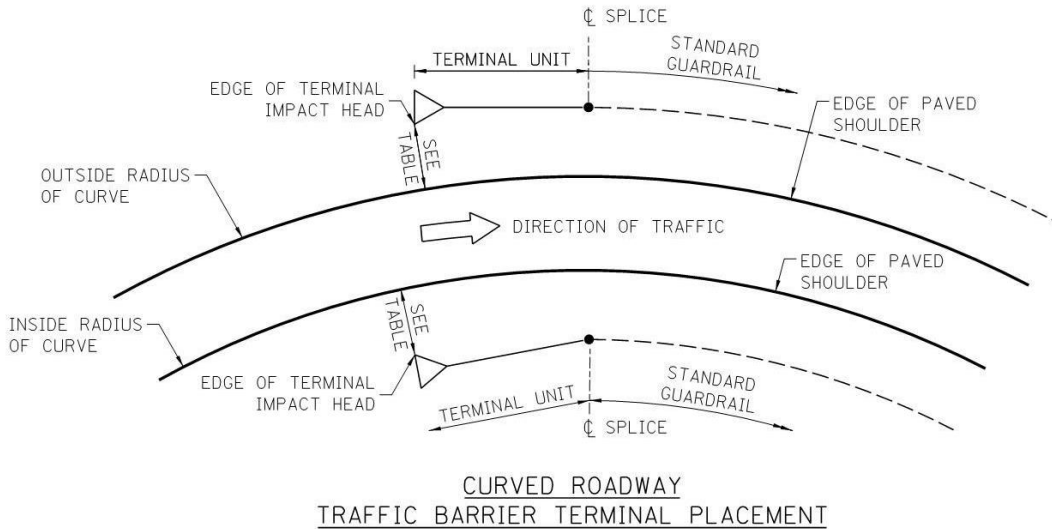 ℄ SPLICE
TERMINAL UNIT
STANDARD
GUARDRAIL
EDGE OF TERMINAL
IMPACT HEAD
EDGE OF PAVED
SHOULDER
SEE
TABLE
OUTSIDE RADIUS
OF CURVE
DIRECTION OF TRAFFIC
EDGE OF PAVED
SHOULDER
SEE
TABLE
INSIDE RADIUS
OF CURVE
EDGE OF TERMINAL
IMPACT HEAD
TERMINAL UNIT
STANDARD
GUARDRAIL
℄ SPLICE
CURVED ROADWAY
TRAFFIC BARRIER TERMINAL PLACEMENT